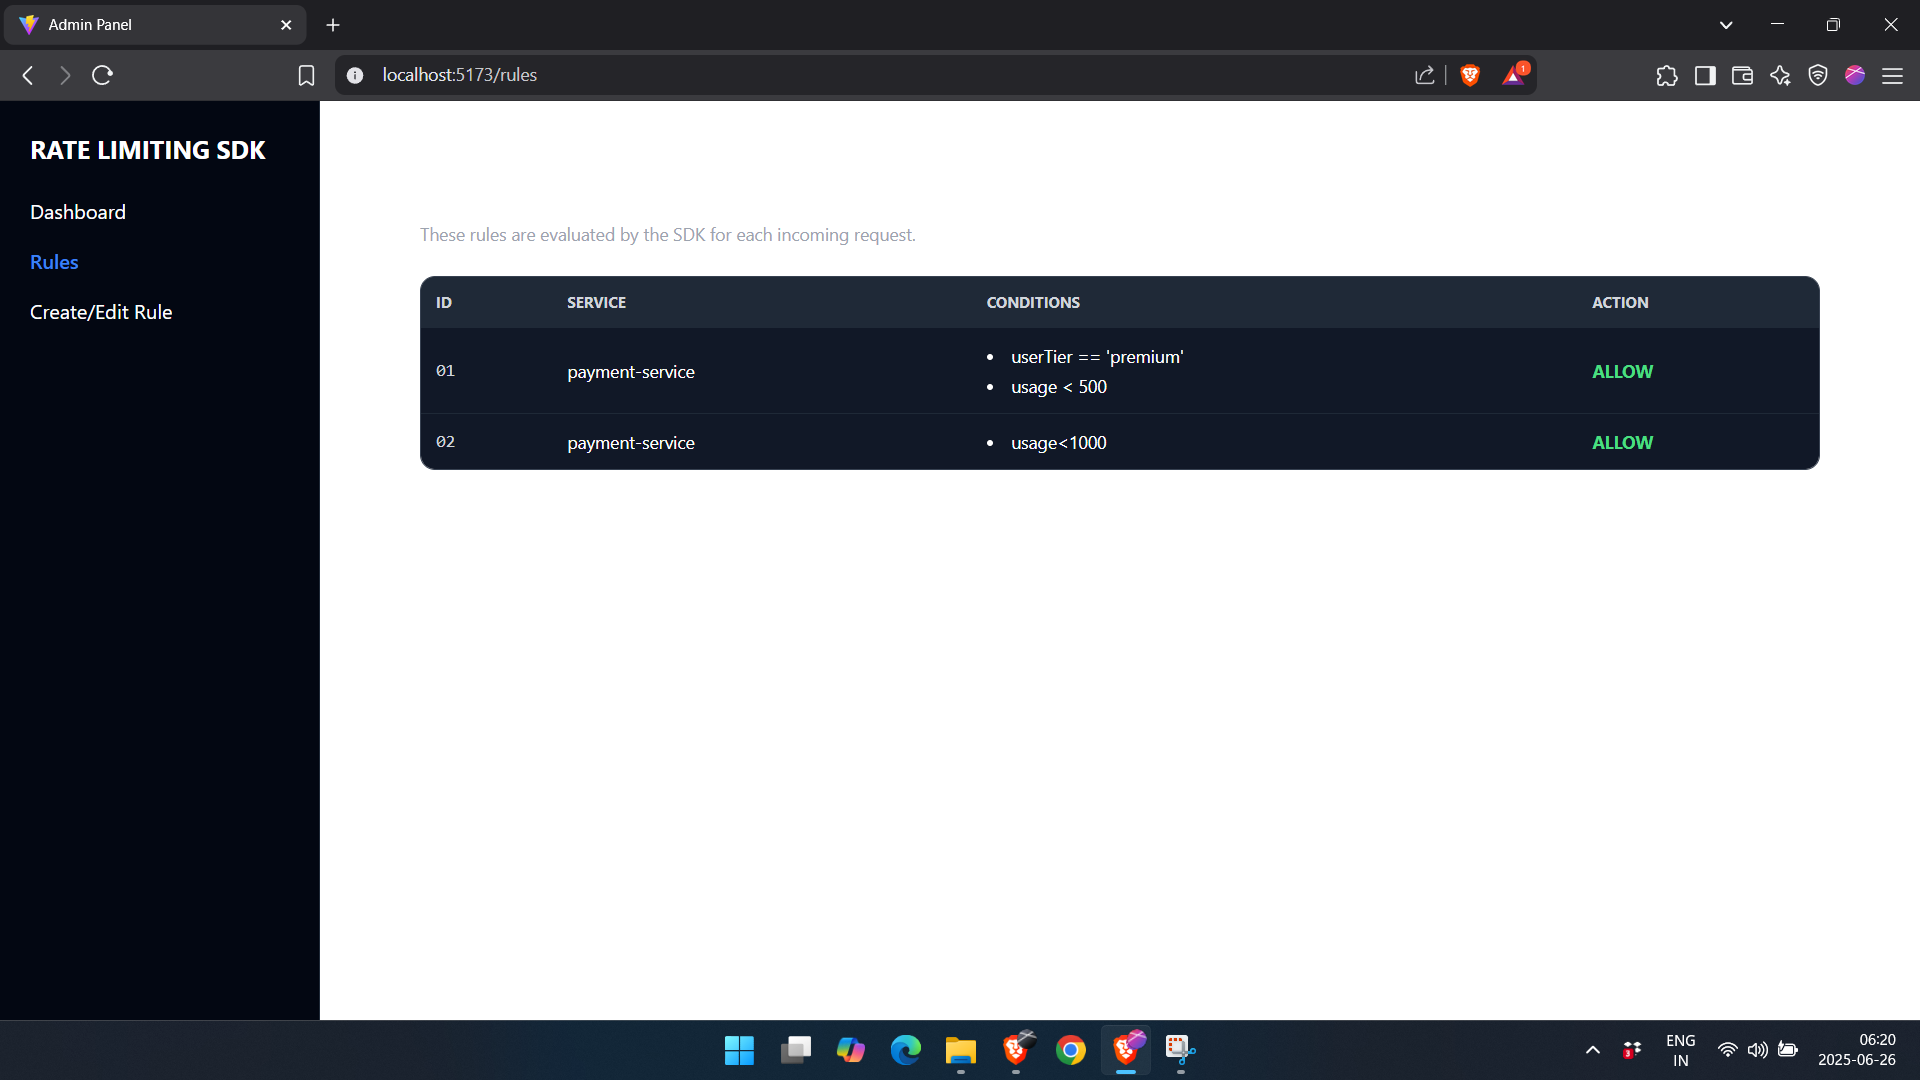 Admin Panel
localhost:5173/rules
1
RATE LIMITING SDK
Dashboard
Rules
Create/Edit Rule
These rules are evaluated by the SDK for each incoming request.
ID SERVICE CONDITIONS ACTION
01 payment-service • userTier == 'premium' ALLOW
• usage < 500
02 payment-service • usage<1000 ALLOW
3
ENG
IN
06:20
2025-06-26